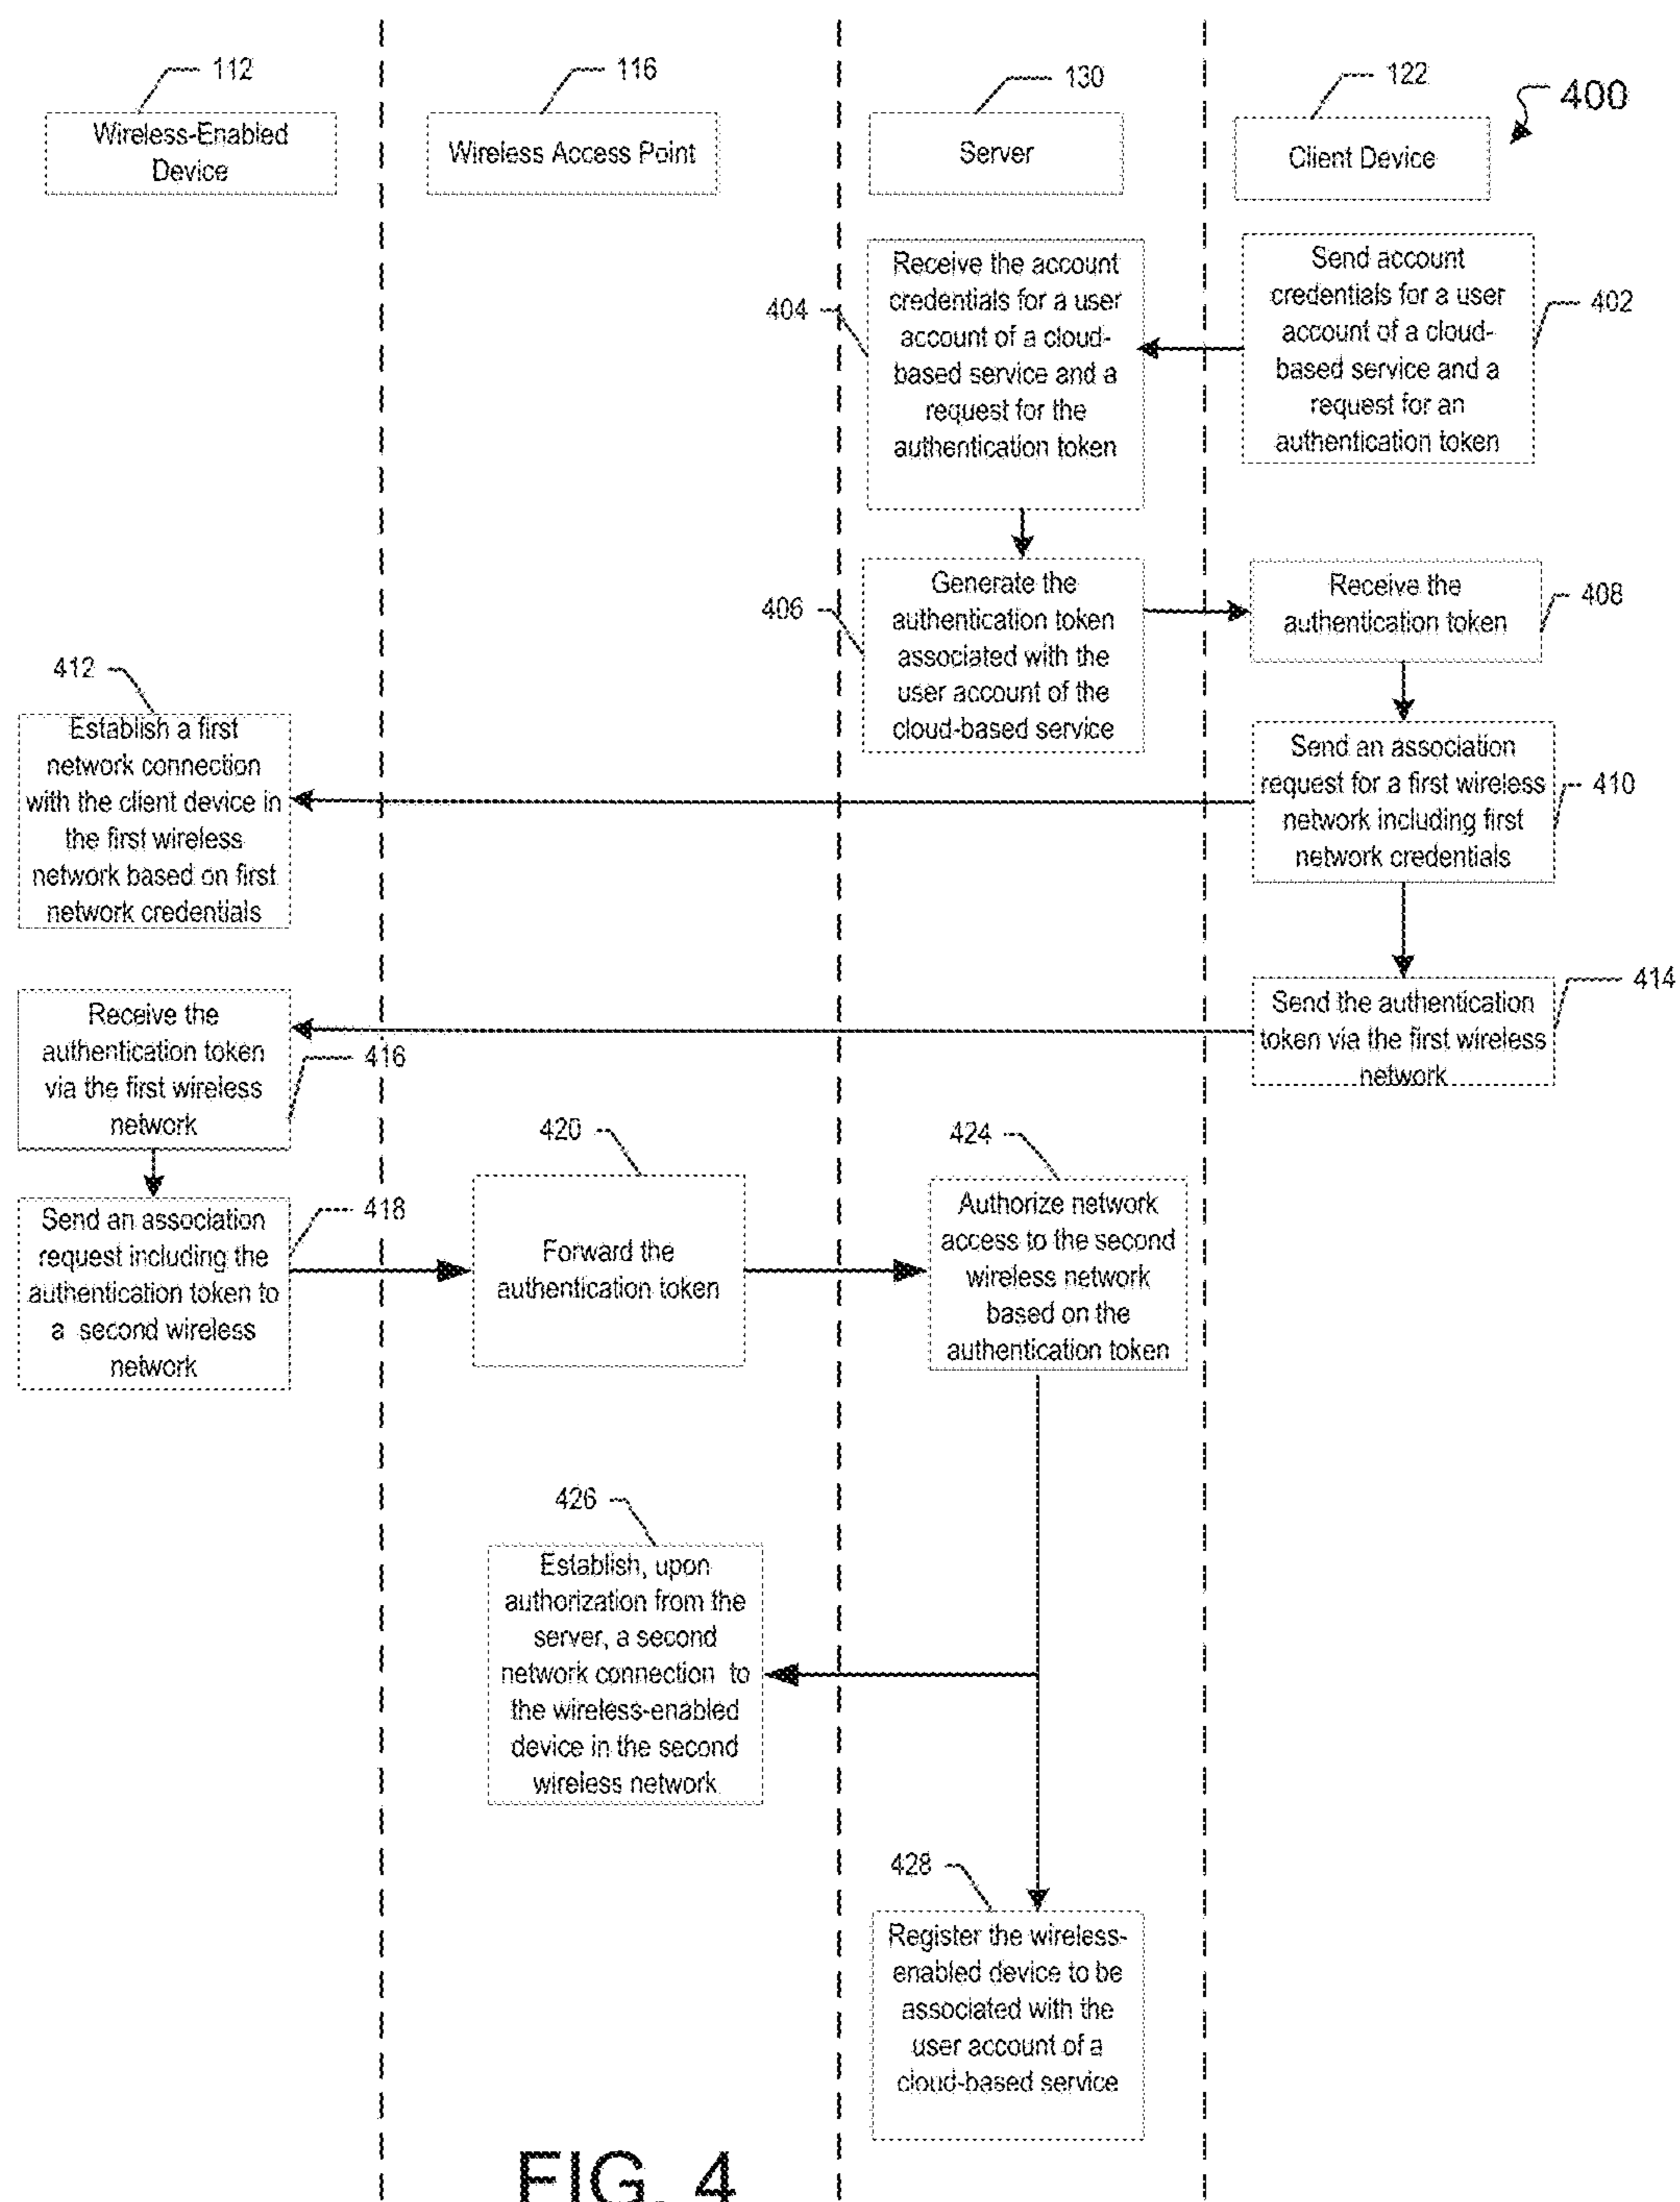 112
116
130
122
400
Wireless-Enabled
Device
Wireless Access Point
Server
Client Device
404
Receive the account
credentials for a user
account of a cloud-
based service and a
request for the
authentication token
Send account
credentials for a user
account of a cloud-
based service and a
request for an
authentication token
402
406
Generate the
authentication token
associated with the
user account of the
cloud-based service
Receive the
authentication token
408
412
Establish a first
network connection
with the client device in
the first wireless
network based on first
network credentials
Send an association
request for a first wireless
network including first
network credentials
410
Receive the
authentication token
via the first wireless
network
416
Send the authentication
token via the first wireless
network
414
Send an association
request including the
authentication token to
a second wireless
network
418
420
Forward the
authentication token
424
Authorize network
access to the second
wireless network
based on the
authentication token
426
Establish, upon
authorization from the
server, a second
network connection to
the wireless-enabled
device in the second
wireless network
428
Register the wireless-
enabled device to be
associated with the
user account of a
cloud-based service
FIG. 4